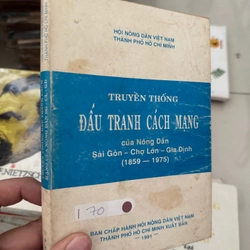 HỘI NÔNG DÂN VIỆT NAM
THÀNH PHỐ HỒ CHÍ MINH
TRUYỀN THỐNG
ĐẤU TRANH CÁCH MẠNG
của Nông Dân
Sài Gòn - Chợ Lớn - Gia Định
(1859 — 1975)
170
BAN CHẤP HÀNH HỘI NÔNG DÂN VIỆT NAM
THÀNH PHỐ HỒ CHÍ MINH XUẤT BẢN
- 1991 -